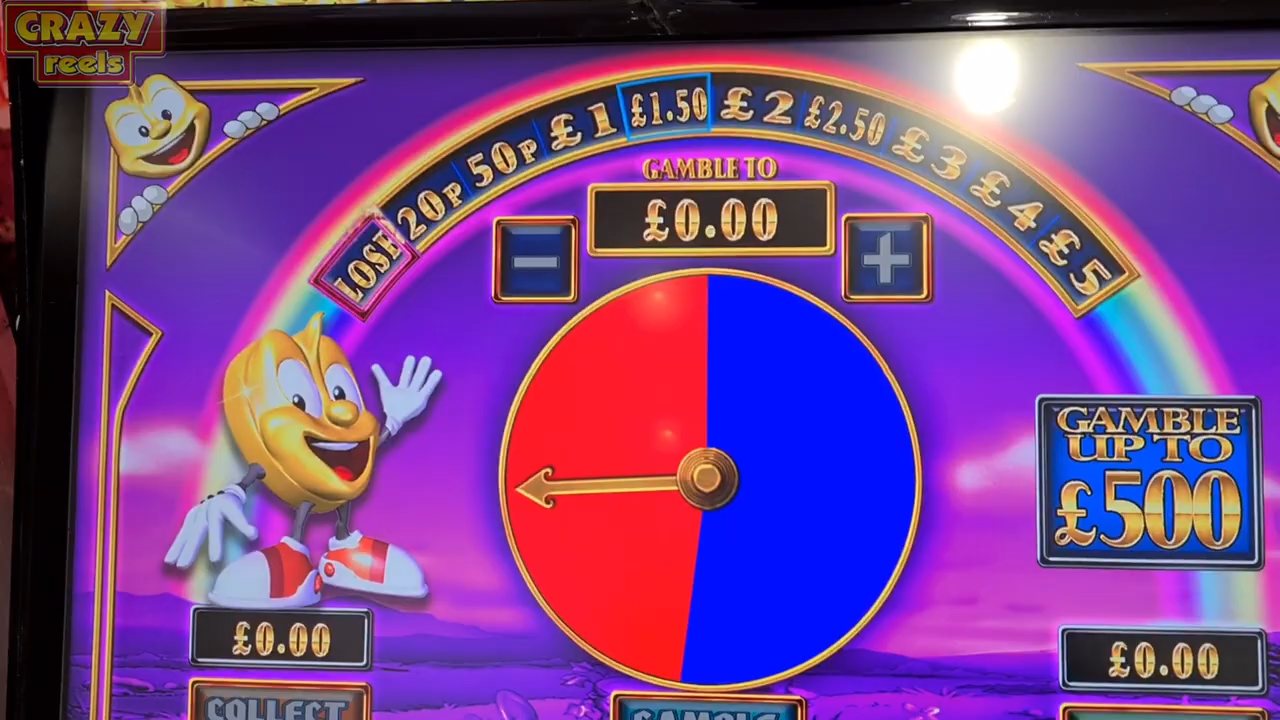 CRAZY
reels
LOSE 20P 50P £1 £1.50 £2 £2.50 £3 £4 £5
GAMBLE TO
£0.00
− +
GAMBLE
UP TO
£500
£0.00
£0.00
COLLECT
GAMBLE